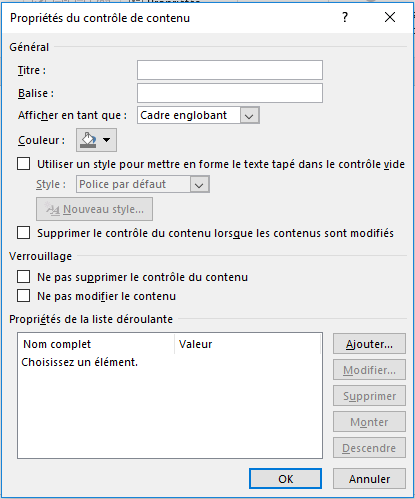 Propriétés du contrôle de contenu ? ×
Général
Titre :
Balise :
Afficher en tant que : Cadre englobant
Couleur :
Utiliser un style pour mettre en forme le texte tapé dans le contrôle vide
Style : Police par défaut
Nouveau style...
Supprimer le contrôle du contenu lorsque les contenus sont modifiés
Verrouillage
Ne pas supprimer le contrôle du contenu
Ne pas modifier le contenu
Propriétés de la liste déroulante
Nom complet Valeur
Choisissez un élément.
Ajouter...
Modifier...
Supprimer
Monter
Descendre
OK Annuler